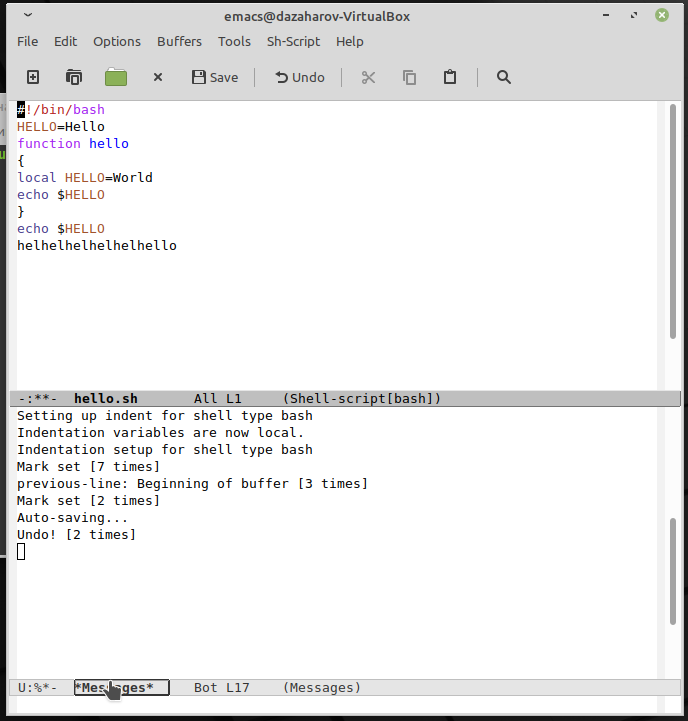 emacs@dazaharov-VirtualBox
File Edit Options Buffers Tools Sh-Script Help
Save Undo
#!/bin/bash
HELLO=Hello
function hello
{
local HELLO=World
echo $HELLO
}
echo $HELLO
helhelhelhelhelhello
-:**- hello.sh All L1 (Shell-script[bash])
Setting up indent for shell type bash
Indentation variables are now local.
Indentation setup for shell type bash
Mark set [7 times]
previous-line: Beginning of buffer [3 times]
Mark set [2 times]
Auto-saving...
Undo! [2 times]
U:%*- *Messages* Bot L17 (Messages)